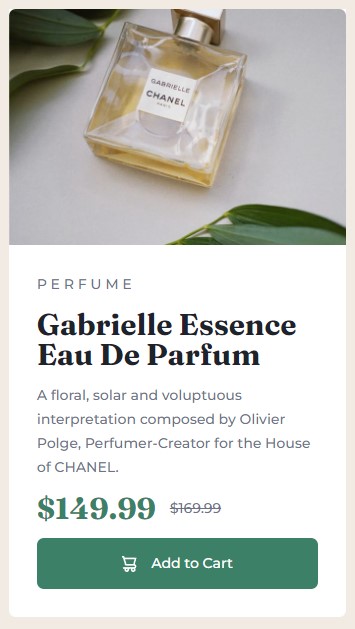 GABRIELLE
CHANEL
PARIS
PERFUME
Gabrielle Essence
Eau De Parfum
A floral, solar and voluptuous
interpretation composed by Olivier
Polge, Perfumer-Creator for the House
of CHANEL.
$149.99 $169.99
Add to Cart